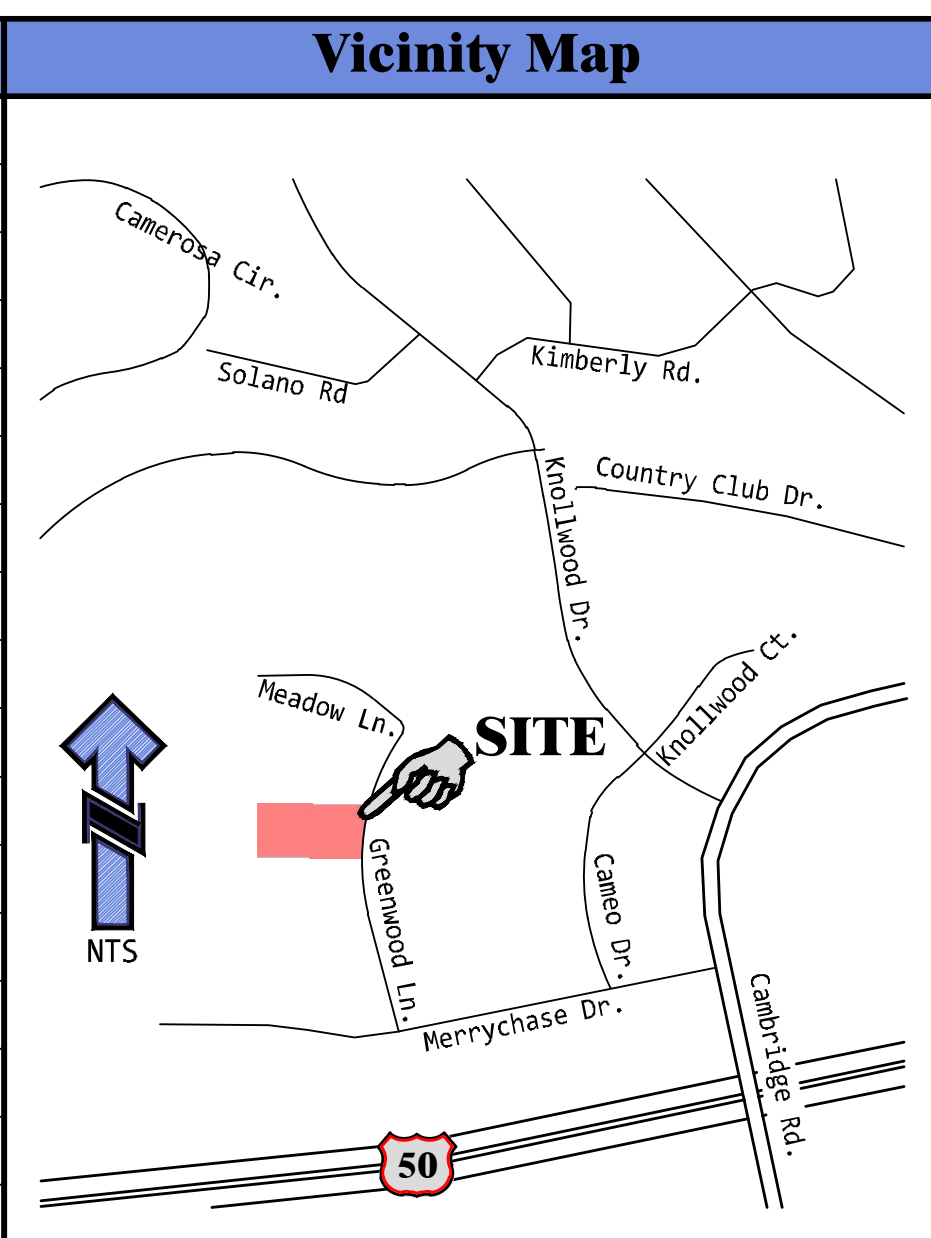 Vicinity Map
Camerosa Cir.
Solano Rd
Kimberly Rd.
Country Club Dr.
Knollwood Dr.
Knollwood Ct.
Meadow Ln.
SITE
Greenwood Ln.
Cameo Dr.
NTS
Merrychase Dr.
Cambridge Rd.
50